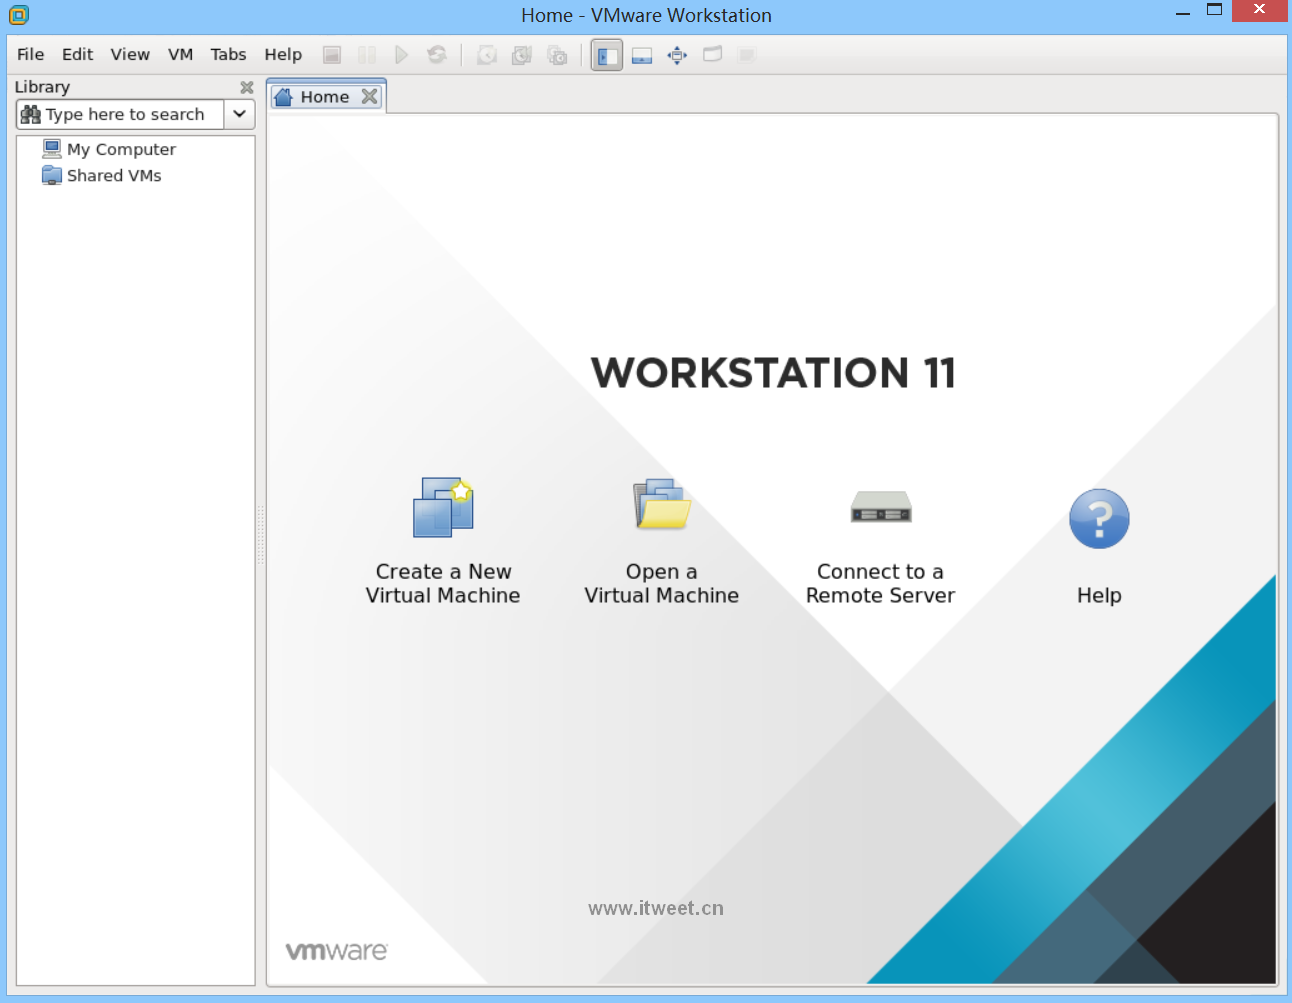 Home - VMware Workstation
File Edit View VM Tabs Help
Library
Home
Type here to search
My Computer
Shared VMs
WORKSTATION 11
Create a New
Virtual Machine
Open a
Virtual Machine
Connect to a
Remote Server
Help
www.itweet.cn
vmware